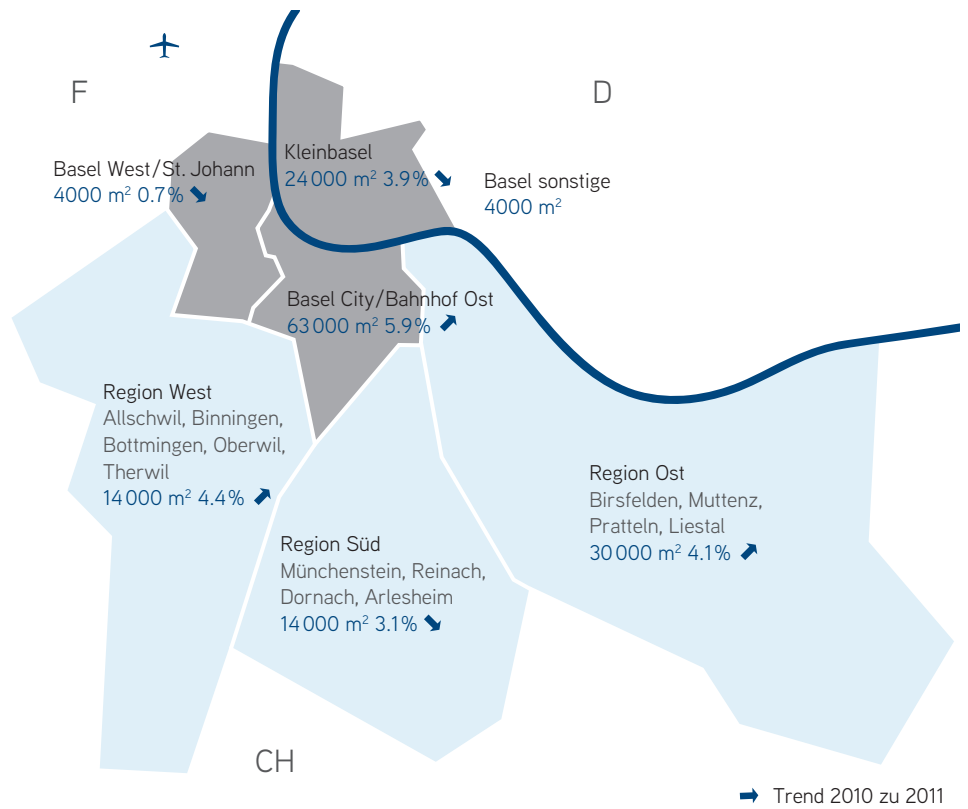 F
D
Basel West/St. Johann
4000 m² 0.7%
Kleinbasel
24 000 m² 3.9%
Basel sonstige
4000 m²
Basel City/Bahnhof Ost
63 000 m² 5.9%
Region West
Allschwil, Binningen,
Bottmingen, Oberwil,
Therwil
14 000 m² 4.4%
Region Ost
Birsfelden, Muttenz,
Pratteln, Liestal
30 000 m² 4.1%
Region Süd
Münchenstein, Reinach,
Dornach, Arlesheim
14 000 m² 3.1%
CH
Trend 2010 zu 2011